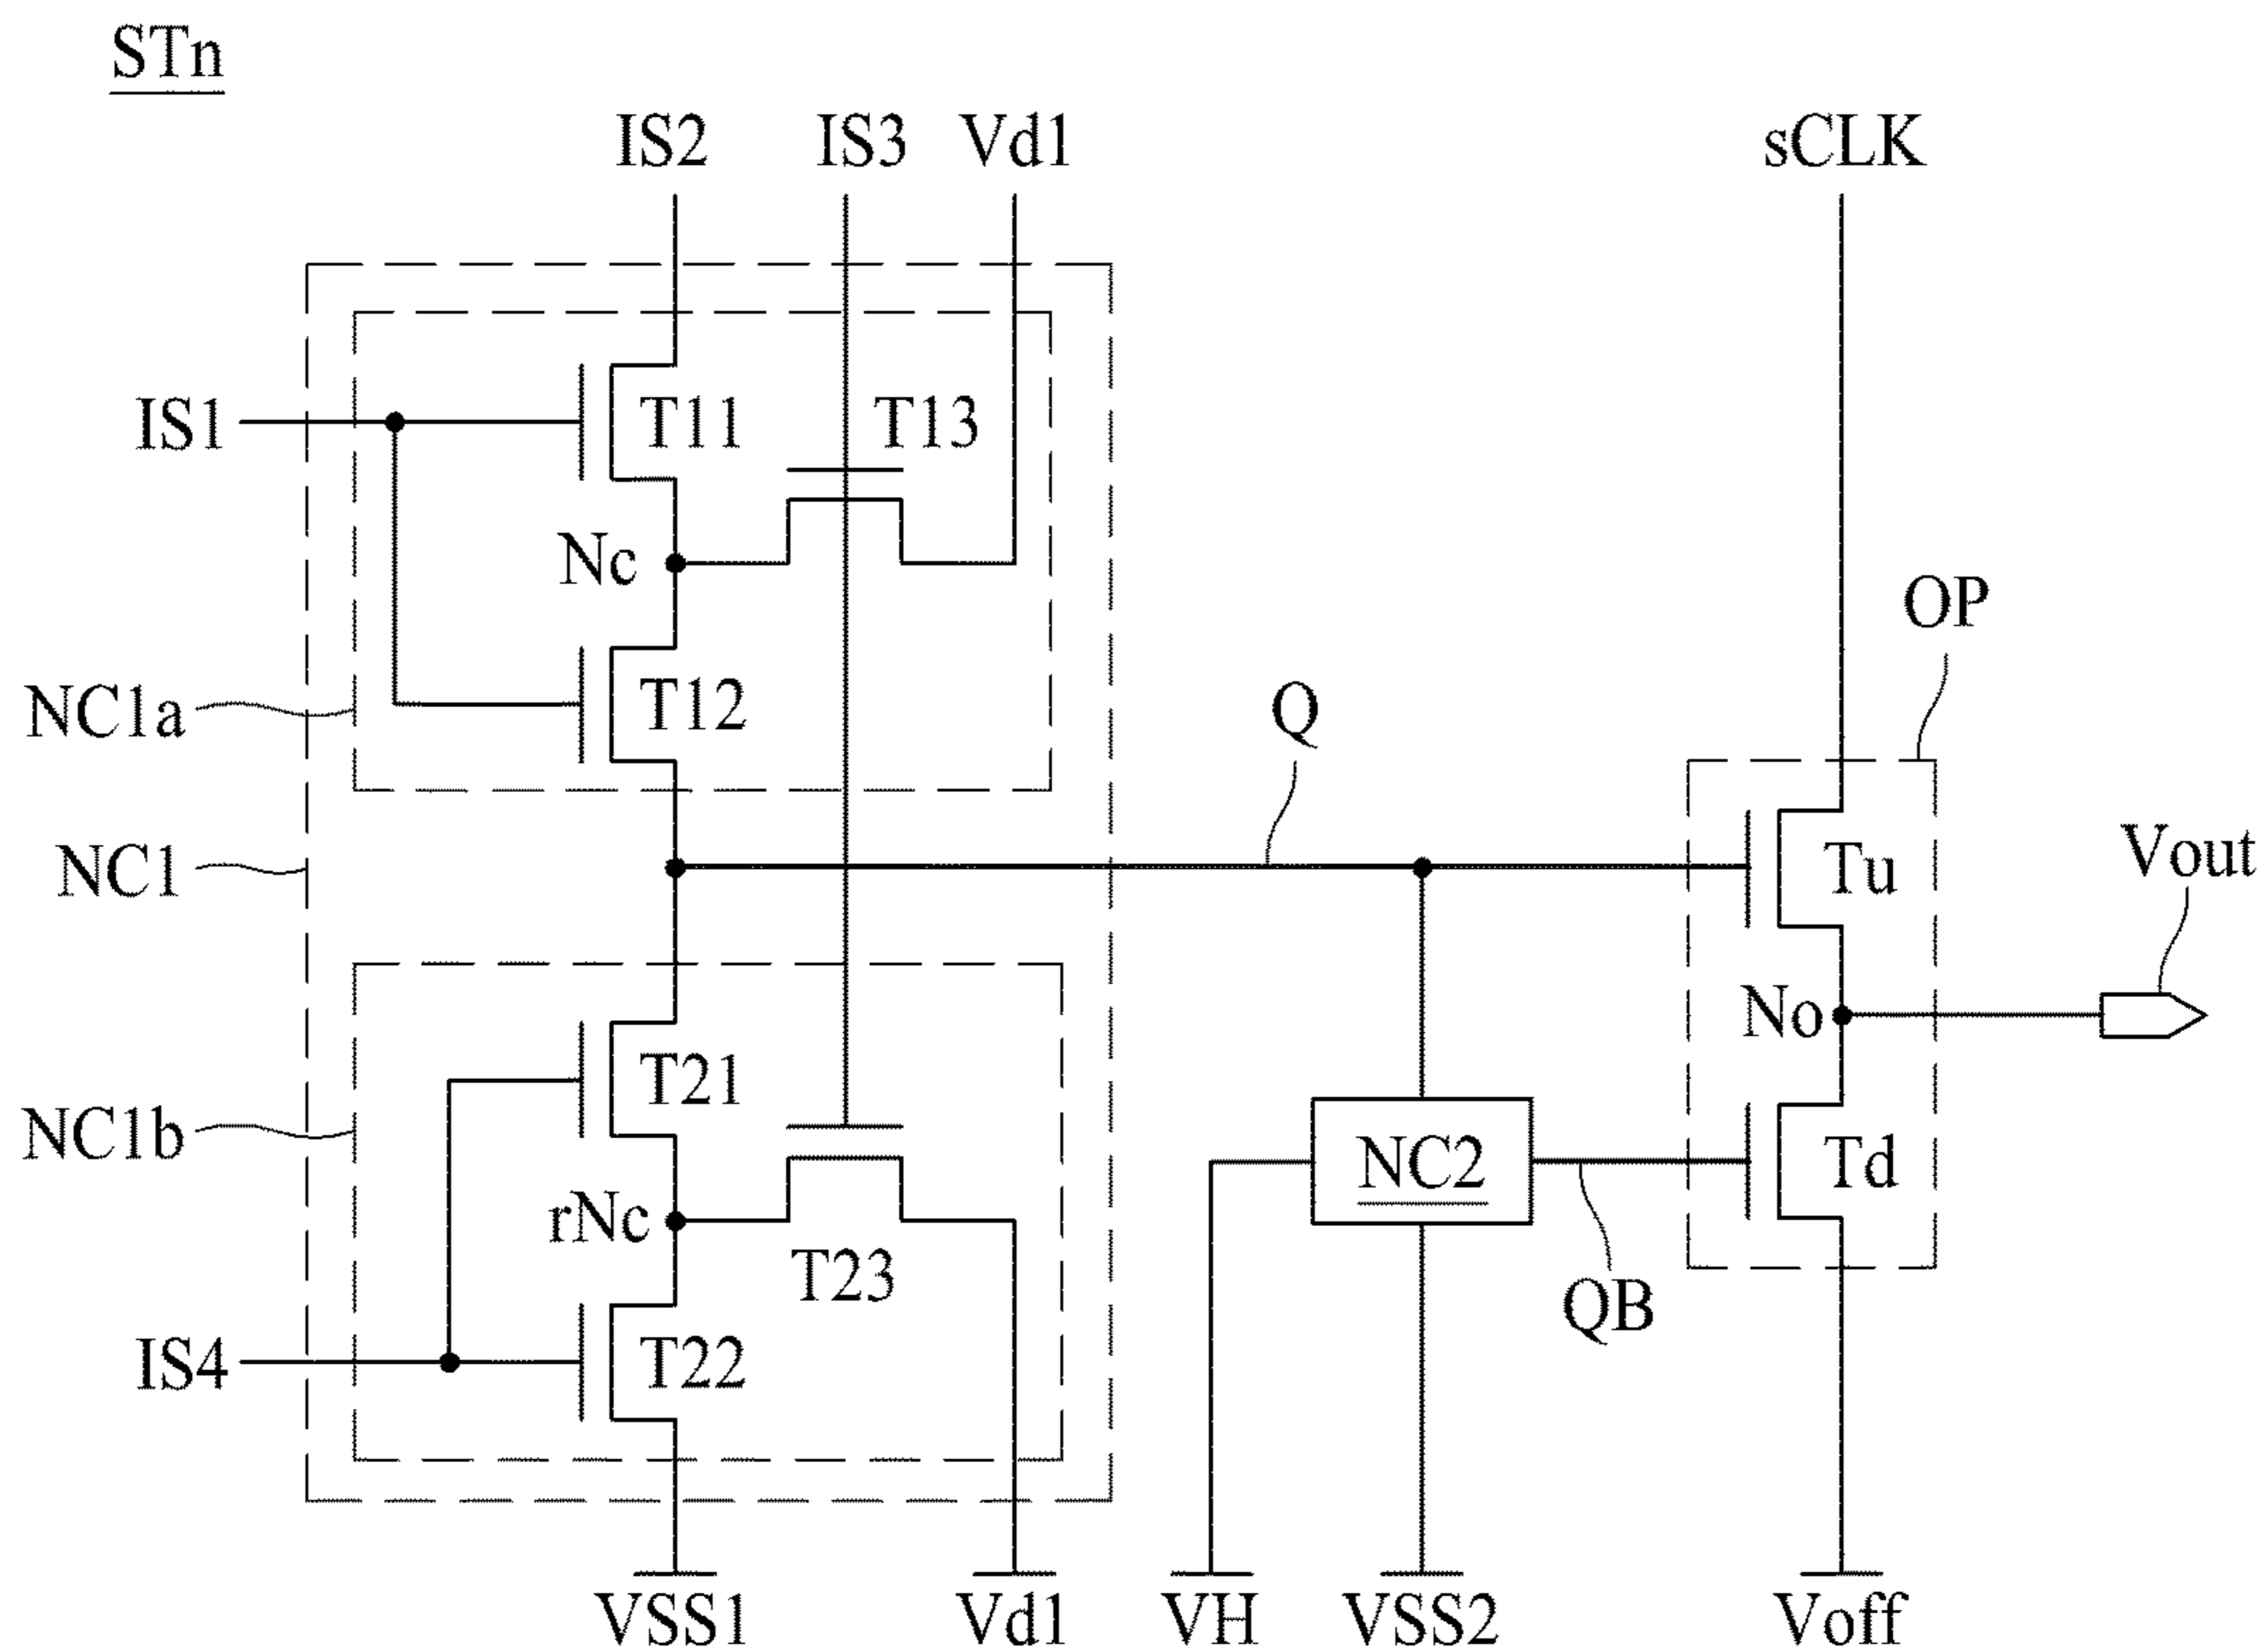 STn
IS2 IS3 Vd1 sCLK
IS1 T11 T13
Nc
OP
NC1a T12 Q
NC1 Tu Vout
No
T21
NC1b NC2 Td
rNc
T23 QB
IS4 T22
VSS1 Vd1 VH VSS2 Voff